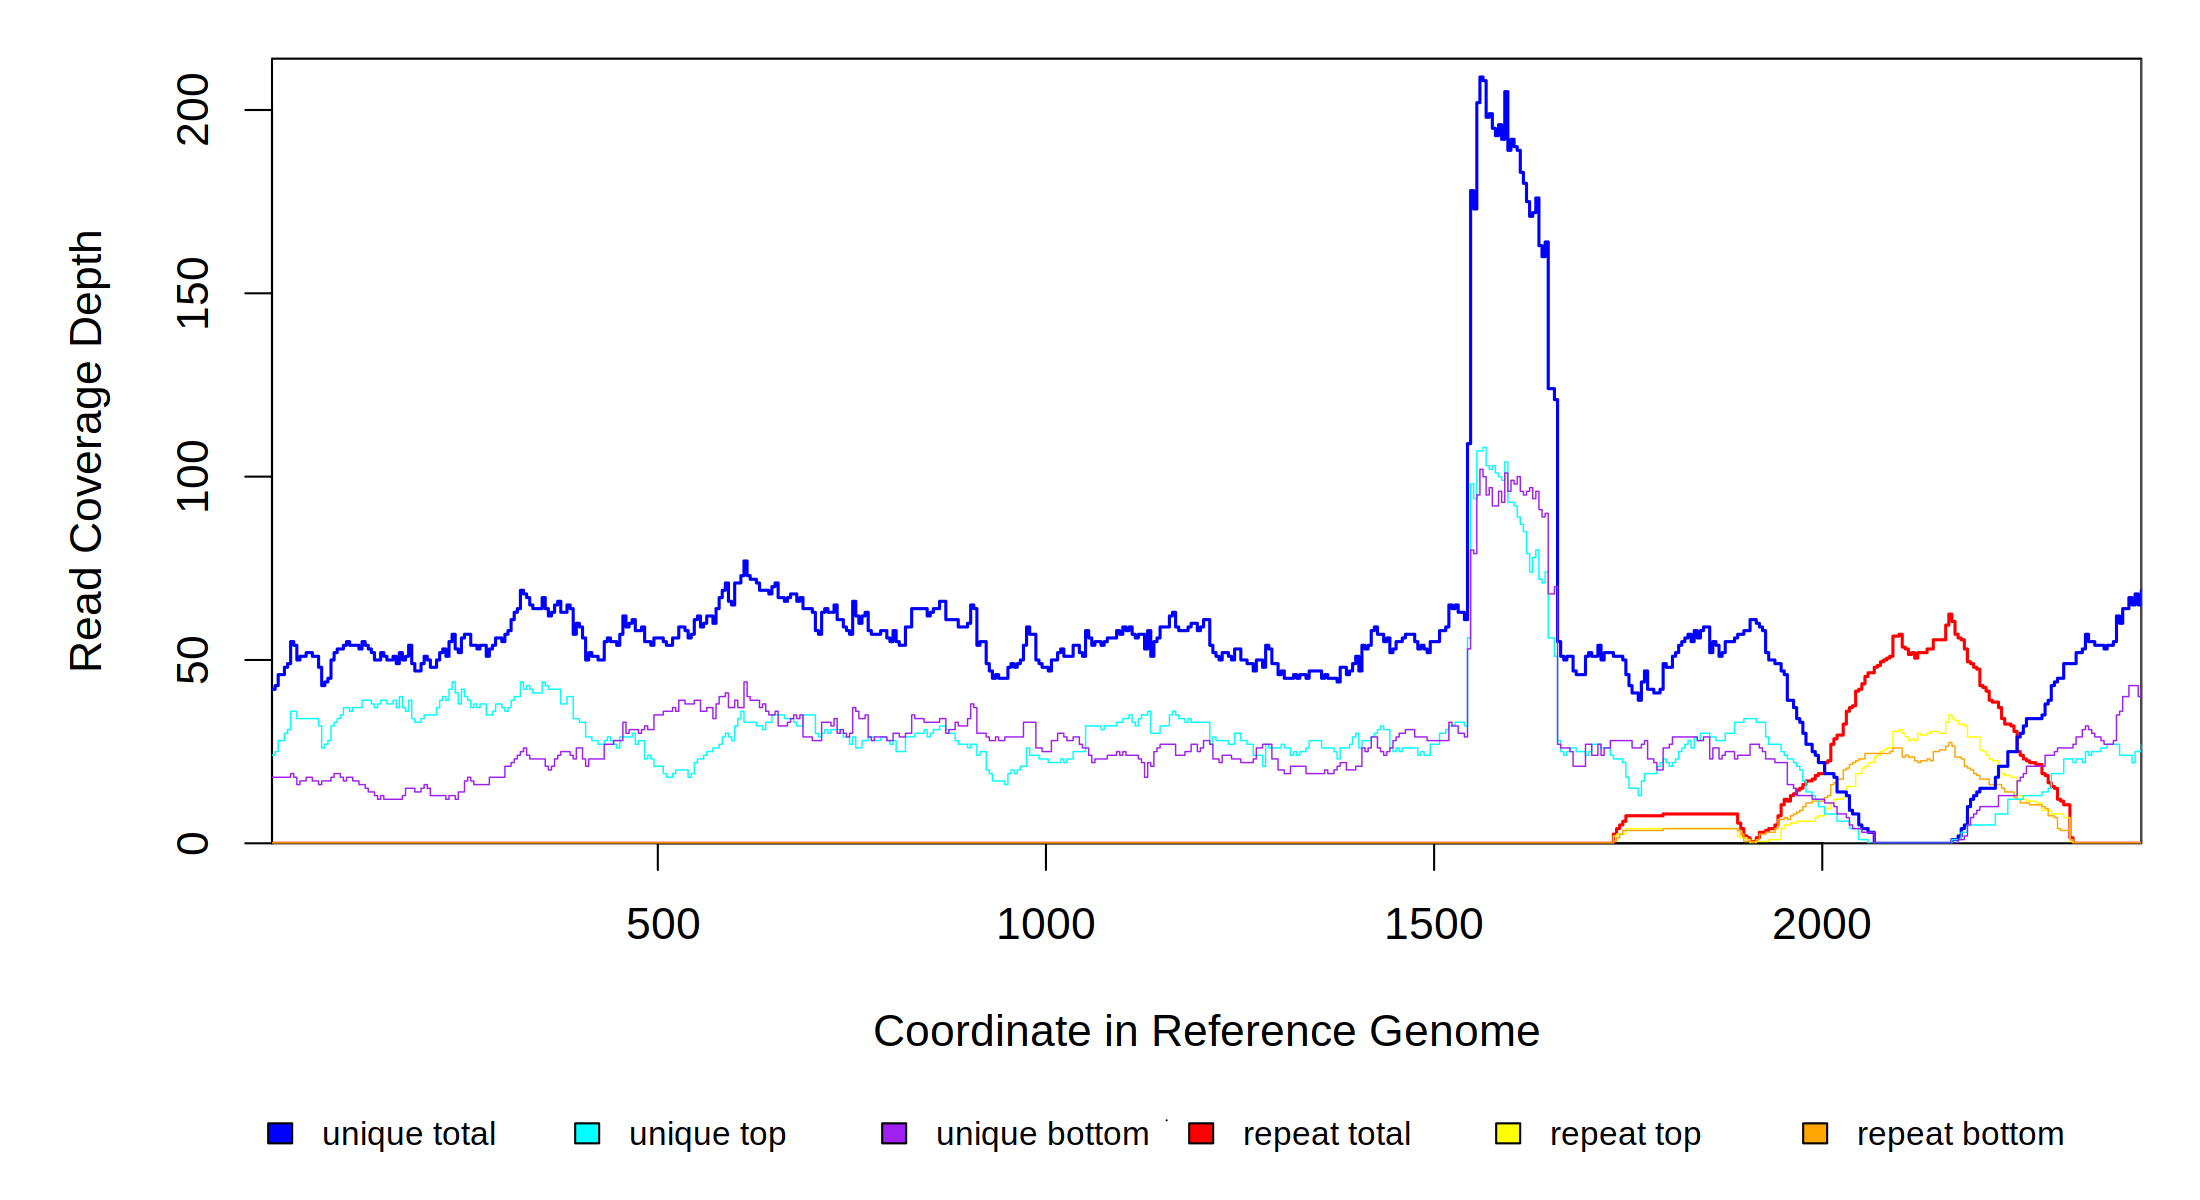 200
150
100
50
0
Read Coverage Depth
500 1000 1500 2000
Coordinate in Reference Genome
unique total unique top unique bottom repeat total repeat top repeat bottom